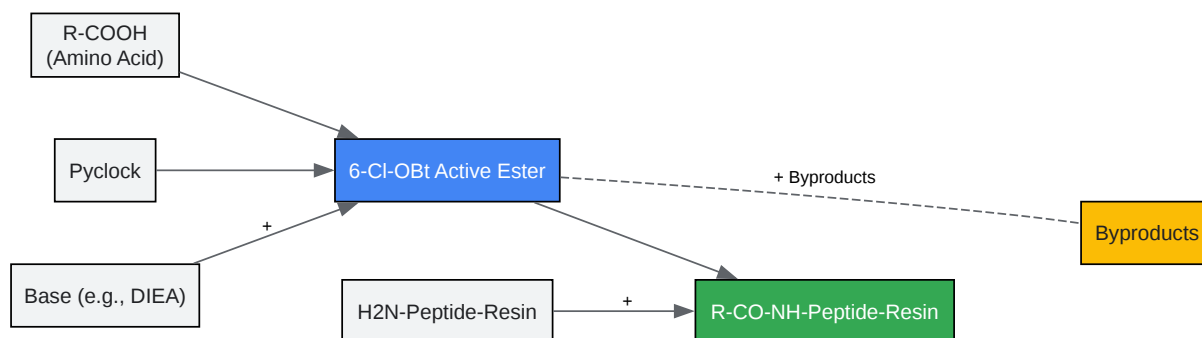 R-COOH
(Amino Acid)
Pyclock
6-Cl-OBt Active Ester
+ Byproducts
Byproducts
+
Base (e.g., DIEA)
H2N-Peptide-Resin
+
R-CO-NH-Peptide-Resin